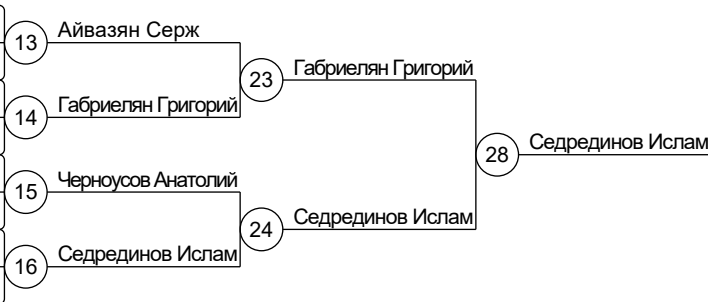 13 Айвазян Серж
23 Габриелян Григорий
14 Габриелян Григорий
28 Седрединов Ислам
15 Черноусов Анатолий
24 Седрединов Ислам
16 Седрединов Ислам